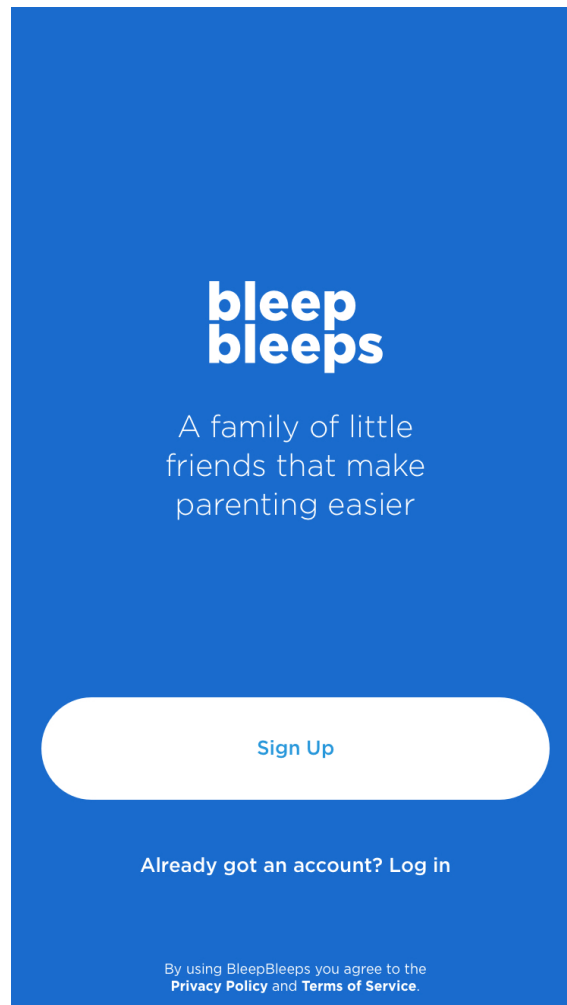 bleep
bleeps
A family of little
friends that make
parenting easier
Sign Up
Already got an account? Log in
By using BleepBleeps you agree to the
Privacy Policy and Terms of Service.